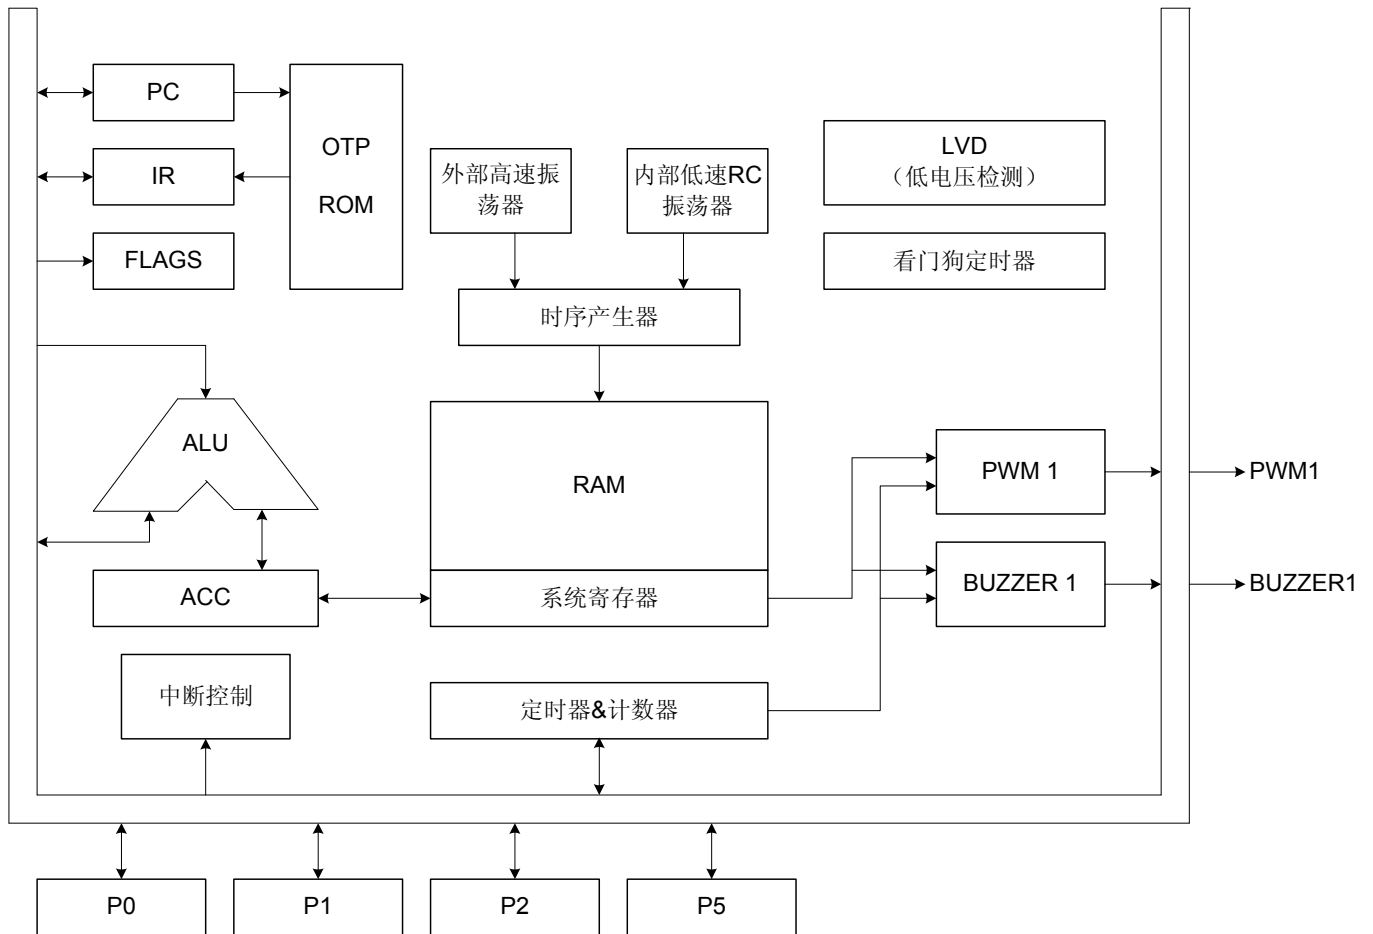 PC
OTP
ROM
IR
FLAGS
外部高速振
荡器
内部低速RC
振荡器
LVD
（低电压检测）
看门狗定时器
时序产生器
ALU
RAM
PWM 1
PWM1
ACC
系统寄存器
BUZZER 1
BUZZER1
中断控制
定时器&计数器
P0
P1
P2
P5